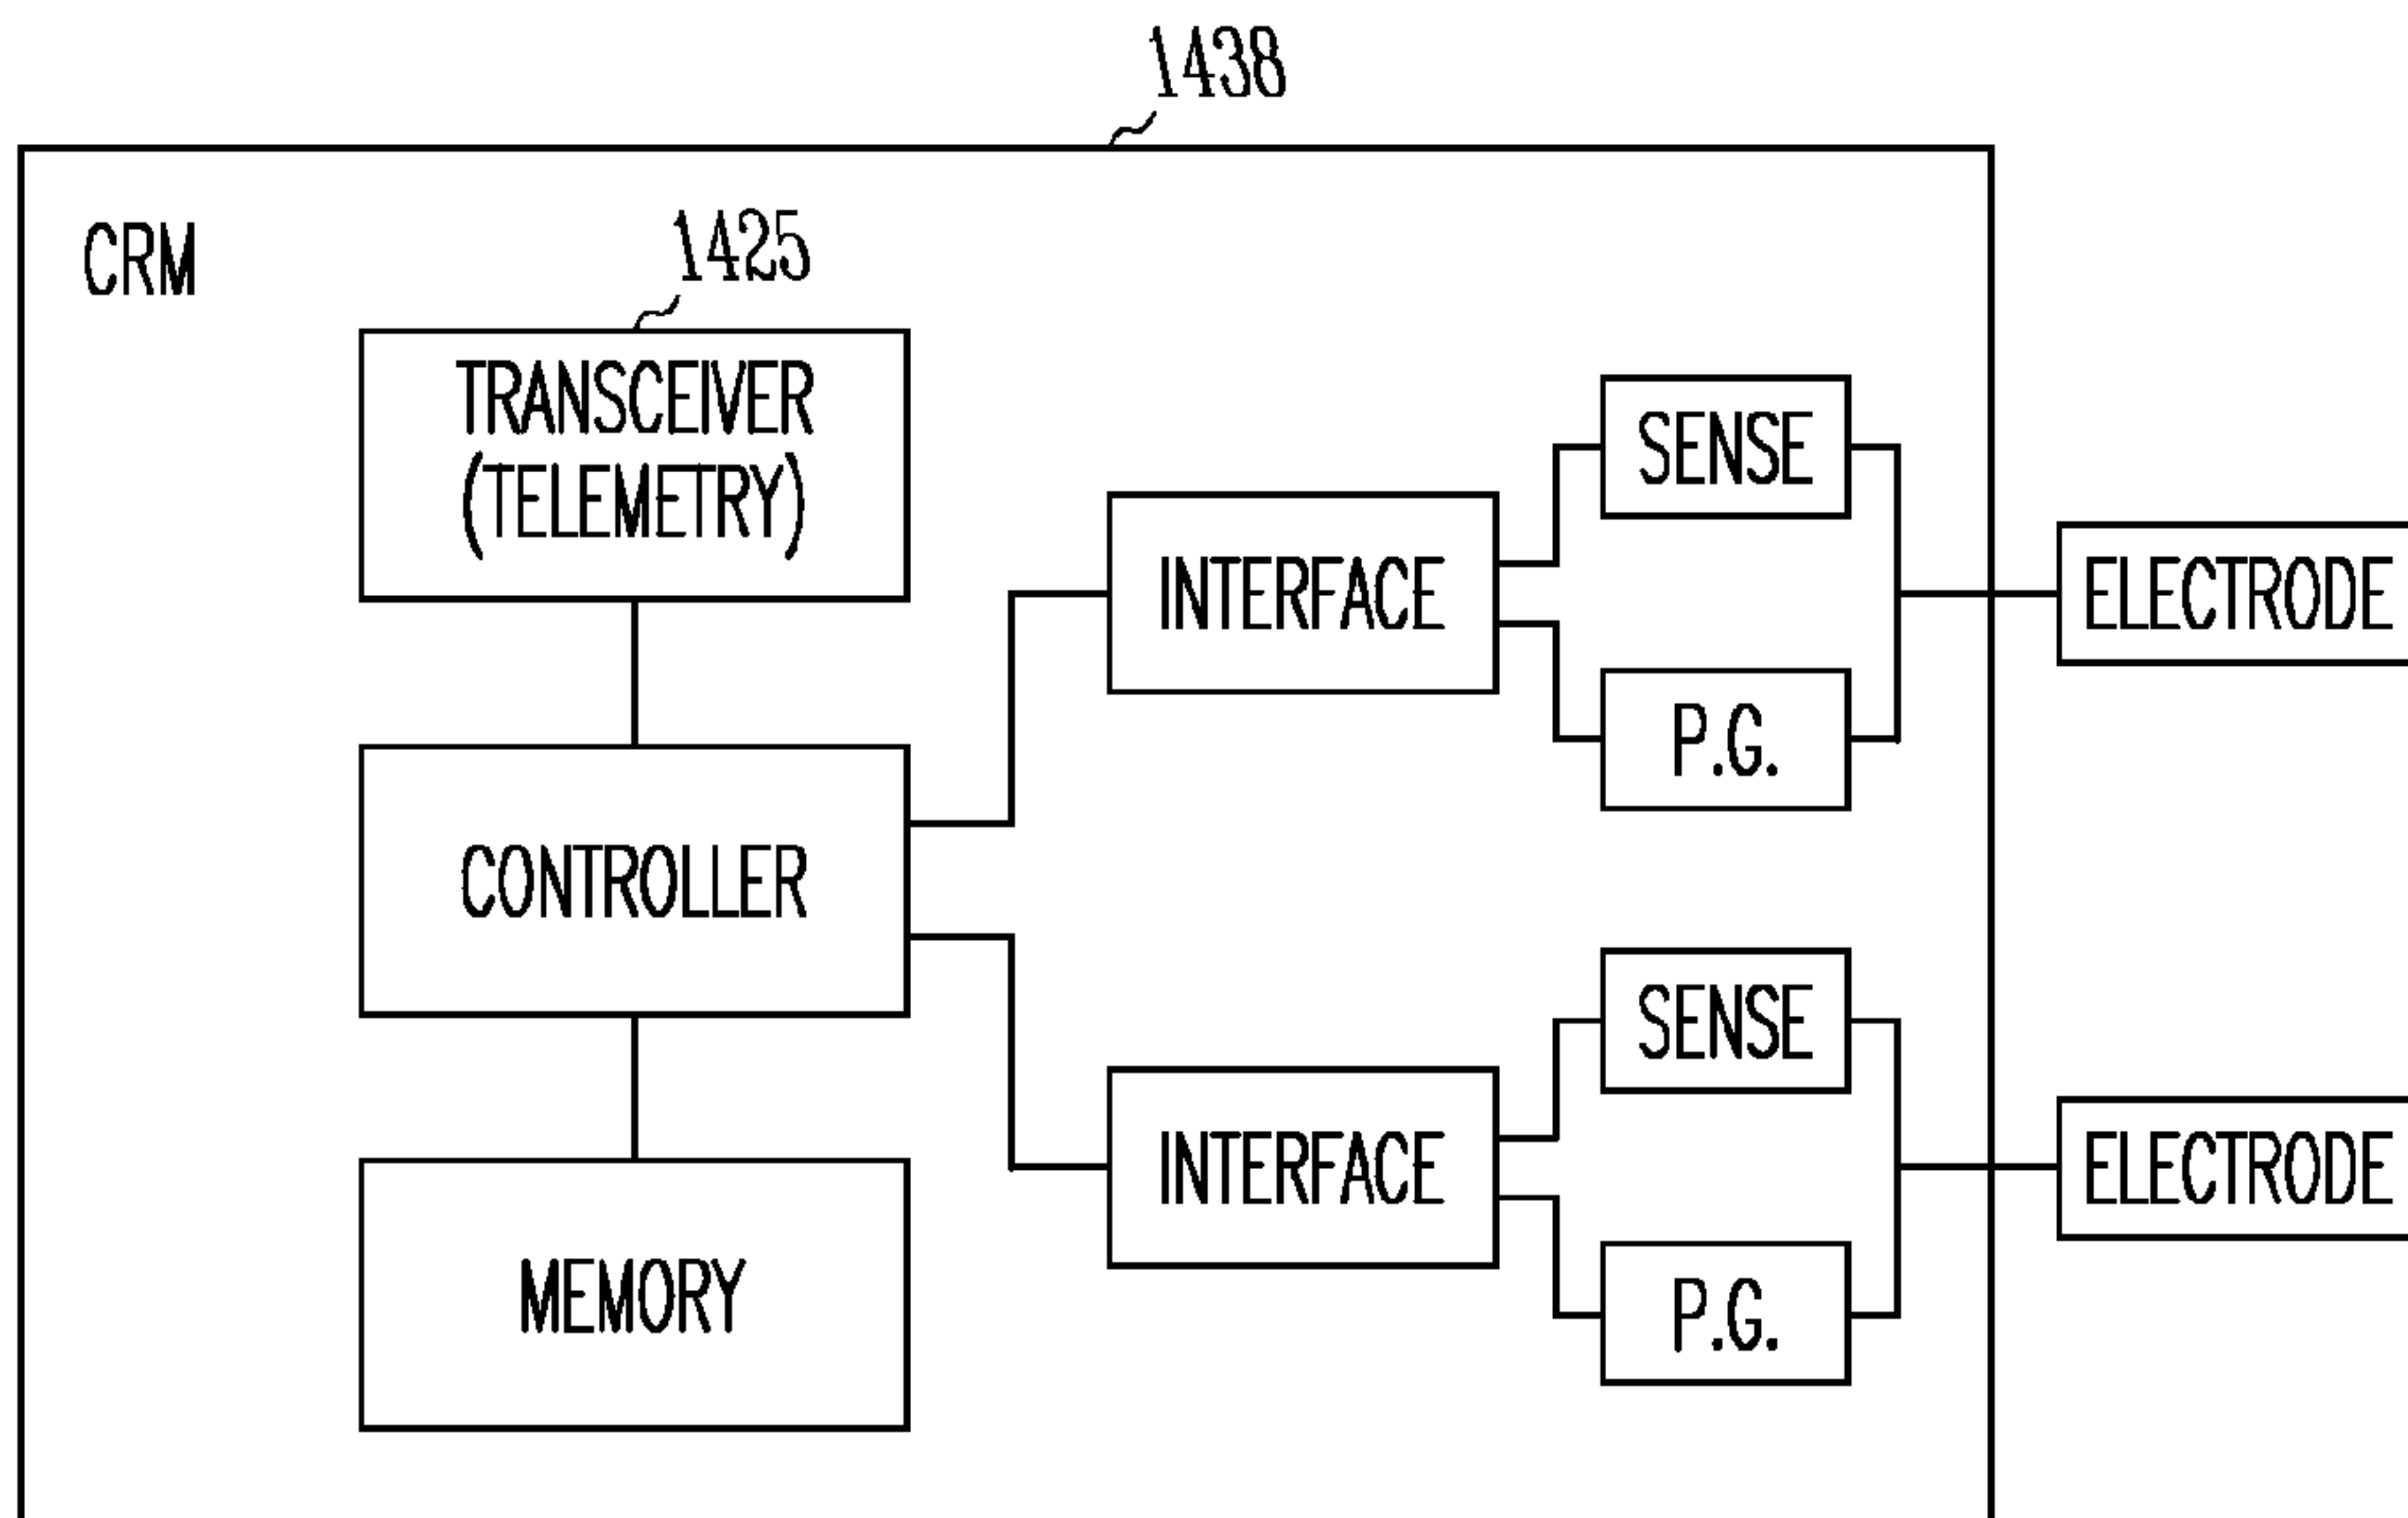 1438
CRM
1425
TRANSCEIVER
(TELEMETRY)
SENSE
INTERFACE
ELECTRODE
P.G.
CONTROLLER
SENSE
INTERFACE
ELECTRODE
MEMORY
P.G.